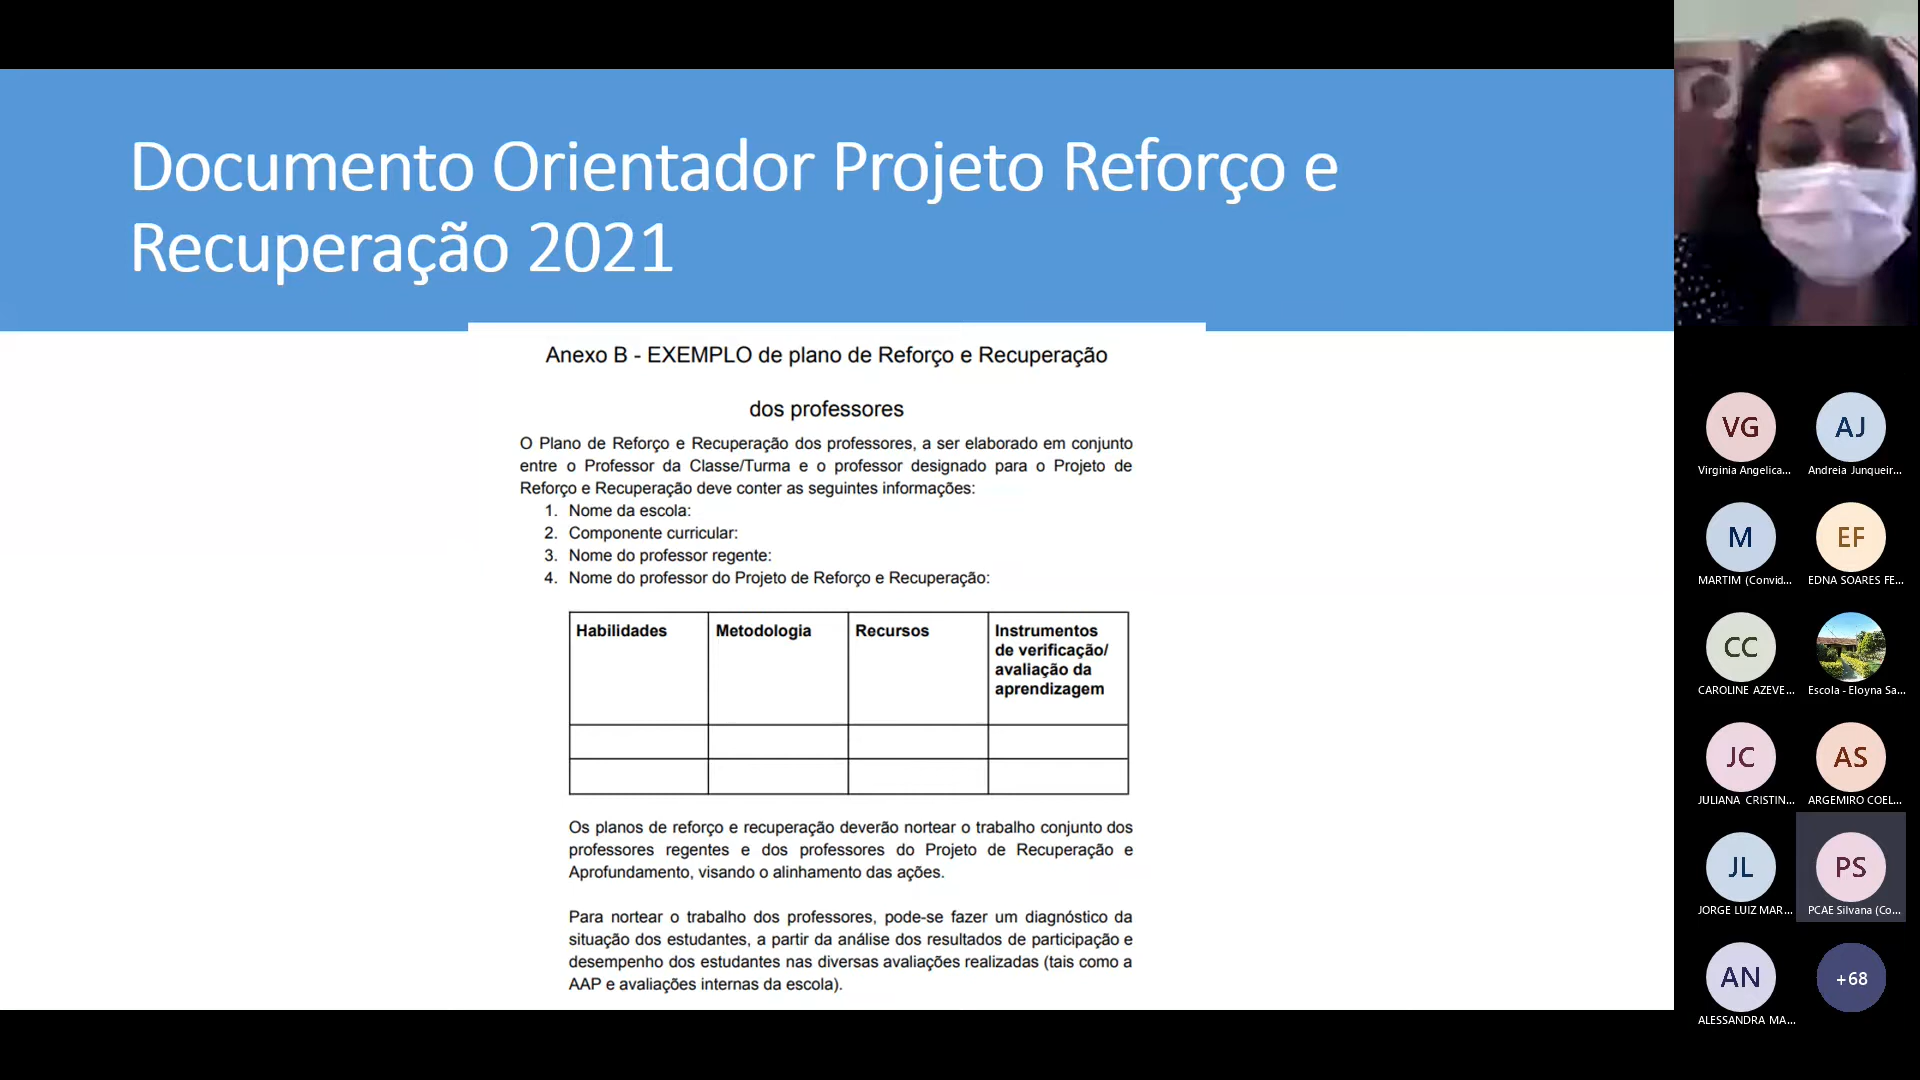 Documento Orientador Projeto Reforço e
Recuperação 2021
Anexo B - EXEMPLO de plano de Reforço e Recuperação
dos professores
O Plano de Reforço e Recuperação dos professores, a ser elaborado em conjunto
entre o Professor da Classe/Turma e o professor designado para o Projeto de
Reforço e Recuperação deve conter as seguintes informações:
1. Nome da escola:
2. Componente curricular:
3. Nome do professor regente:
4. Nome do professor do Projeto de Reforço e Recuperação:
Habilidades
Metodologia
Recursos
Instrumentos
de verificação/
avaliação da
aprendizagem
Os planos de reforço e recuperação deverão nortear o trabalho conjunto dos
professores regentes e dos professores do Projeto de Recuperação e
Aprofundamento, visando o alinhamento das ações.
Para nortear o trabalho dos professores, pode-se fazer um diagnóstico da
situação dos estudantes, a partir da análise dos resultados de participação e
desempenho dos estudantes nas diversas avaliações realizadas (tais como a
AAP e avaliações internas da escola).
VG
Virginia Angelica...
AJ
Andreia Junqueir...
M
MARTIM (Convid...
EF
EDNA SOARES FE...
CC
CAROLINE AZEVE...
Escola - Eloyna Sa...
JC
JULIANA CRISTIN...
AS
ARGEMIRO COEL...
JL
JORGE LUIZ MAR...
PS
PCAE Silvana (Co...
AN
ALESSANDRA MA...
+68